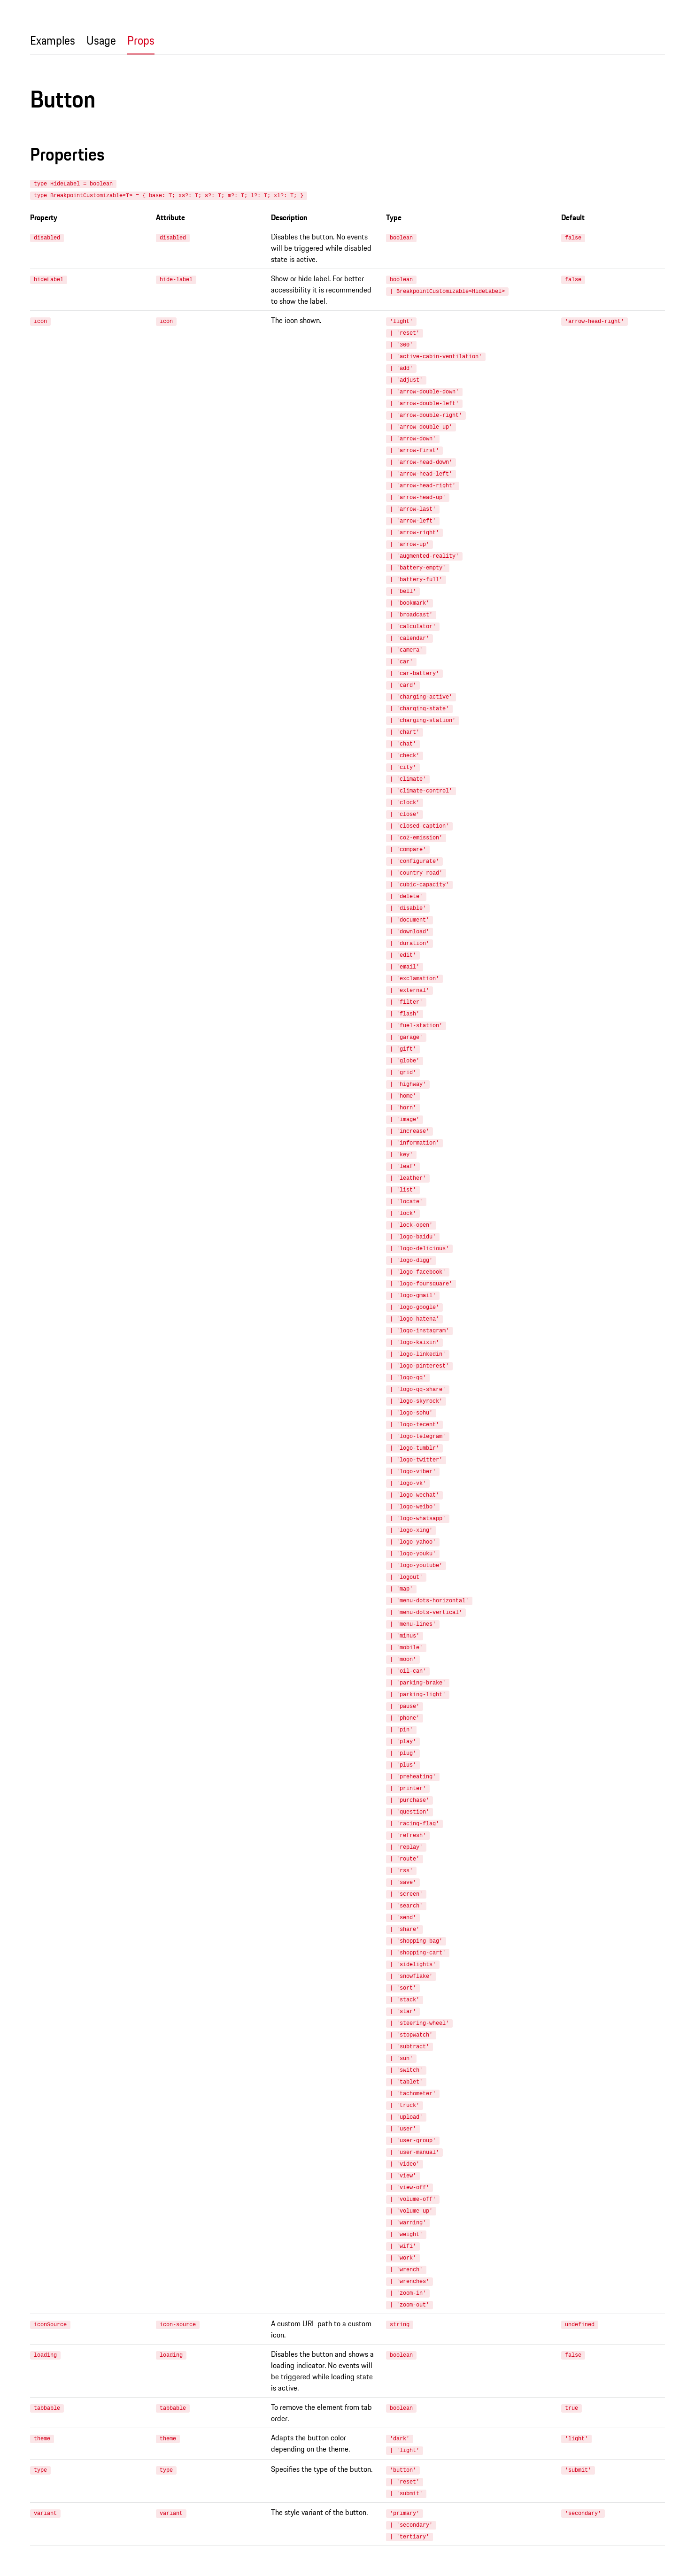 Examples Usage Props
Button
Properties
type HideLabel = boolean
type BreakpointCustomizable<T> = { base: T; xs?: T; s?: T; m?: T; l?: T; xl?: T; }
Property Attribute Description Type Default
disabled disabled Disables the button. No events boolean false
will be triggered while disabled
state is active.
hideLabel hide-label Show or hide label. For better boolean false
accessibility it is recommended | BreakpointCustomizable<HideLabel>
to show the label.
icon icon The icon shown. 'light' 'arrow-head-right'
| 'reset'
| '360'
| 'active-cabin-ventilation'
| 'add'
| 'adjust'
| 'arrow-double-down'
| 'arrow-double-left'
| 'arrow-double-right'
| 'arrow-double-up'
| 'arrow-down'
| 'arrow-first'
| 'arrow-head-down'
| 'arrow-head-left'
| 'arrow-head-right'
| 'arrow-head-up'
| 'arrow-last'
| 'arrow-left'
| 'arrow-right'
| 'arrow-up'
| 'augmented-reality'
| 'battery-empty'
| 'battery-full'
| 'bell'
| 'bookmark'
| 'broadcast'
| 'calculator'
| 'calendar'
| 'camera'
| 'car'
| 'car-battery'
| 'card'
| 'charging-active'
| 'charging-state'
| 'charging-station'
| 'chart'
| 'chat'
| 'check'
| 'city'
| 'climate'
| 'climate-control'
| 'clock'
| 'close'
| 'closed-caption'
| 'co2-emission'
| 'compare'
| 'configurate'
| 'country-road'
| 'cubic-capacity'
| 'delete'
| 'disable'
| 'document'
| 'download'
| 'duration'
| 'edit'
| 'email'
| 'exclamation'
| 'external'
| 'filter'
| 'flash'
| 'fuel-station'
| 'garage'
| 'gift'
| 'globe'
| 'grid'
| 'highway'
| 'home'
| 'horn'
| 'image'
| 'increase'
| 'information'
| 'key'
| 'leaf'
| 'leather'
| 'list'
| 'locate'
| 'lock'
| 'lock-open'
| 'logo-baidu'
| 'logo-delicious'
| 'logo-digg'
| 'logo-facebook'
| 'logo-foursquare'
| 'logo-gmail'
| 'logo-google'
| 'logo-hatena'
| 'logo-instagram'
| 'logo-kaixin'
| 'logo-linkedin'
| 'logo-pinterest'
| 'logo-qq'
| 'logo-qq-share'
| 'logo-skyrock'
| 'logo-sohu'
| 'logo-tecent'
| 'logo-telegram'
| 'logo-tumblr'
| 'logo-twitter'
| 'logo-viber'
| 'logo-vk'
| 'logo-wechat'
| 'logo-weibo'
| 'logo-whatsapp'
| 'logo-xing'
| 'logo-yahoo'
| 'logo-youku'
| 'logo-youtube'
| 'logout'
| 'map'
| 'menu-dots-horizontal'
| 'menu-dots-vertical'
| 'menu-lines'
| 'minus'
| 'mobile'
| 'moon'
| 'oil-can'
| 'parking-brake'
| 'parking-light'
| 'pause'
| 'phone'
| 'pin'
| 'play'
| 'plug'
| 'plus'
| 'preheating'
| 'printer'
| 'purchase'
| 'question'
| 'racing-flag'
| 'refresh'
| 'replay'
| 'route'
| 'rss'
| 'save'
| 'screen'
| 'search'
| 'send'
| 'share'
| 'shopping-bag'
| 'shopping-cart'
| 'sidelights'
| 'snowflake'
| 'sort'
| 'stack'
| 'star'
| 'steering-wheel'
| 'stopwatch'
| 'subtract'
| 'sun'
| 'switch'
| 'tablet'
| 'tachometer'
| 'truck'
| 'upload'
| 'user'
| 'user-group'
| 'user-manual'
| 'video'
| 'view'
| 'view-off'
| 'volume-off'
| 'volume-up'
| 'warning'
| 'weight'
| 'wifi'
| 'work'
| 'wrench'
| 'wrenches'
| 'zoom-in'
| 'zoom-out'
iconSource icon-source A custom URL path to a custom string undefined
icon.
loading loading Disables the button and shows a boolean false
loading indicator. No events will
be triggered while loading state
is active.
tabbable tabbable To remove the element from tab boolean true
order.
theme theme Adapts the button color 'dark' 'light'
depending on the theme. | 'light'
type type Specifies the type of the button. 'button' 'submit'
| 'reset'
| 'submit'
variant variant The style variant of the button. 'primary' 'secondary'
| 'secondary'
| 'tertiary'